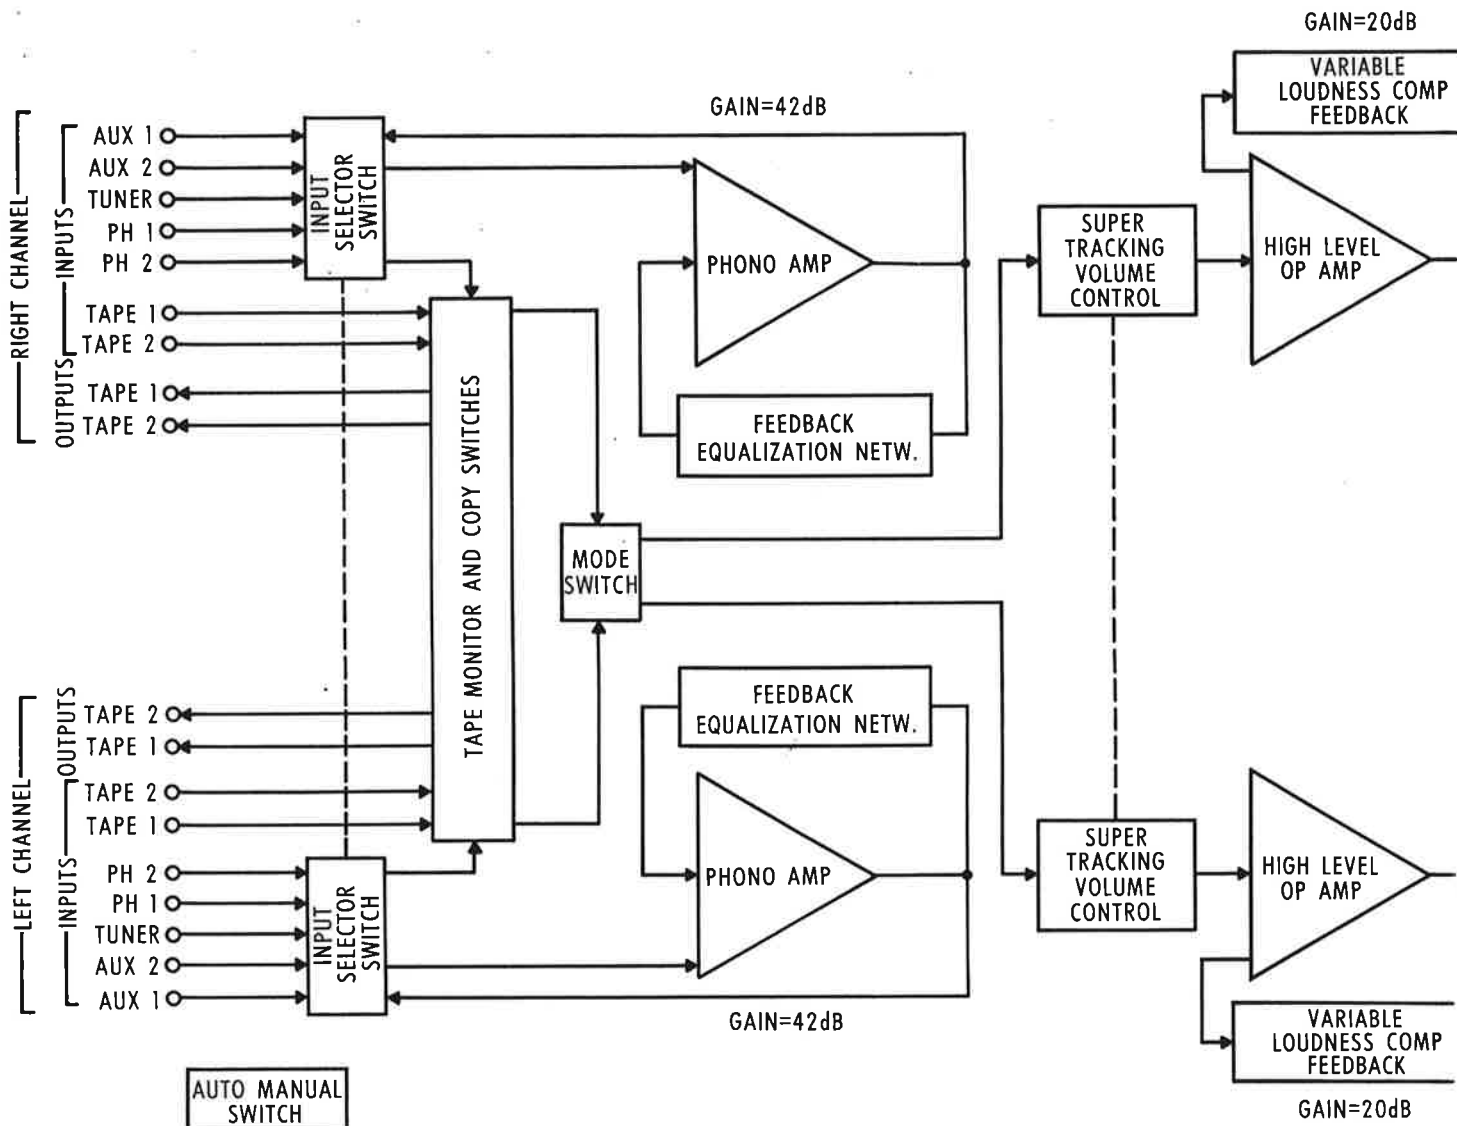 GAIN=20dB
VARIABLE
LOUDNESS COMP
FEEDBACK
GAIN=42dB
RIGHT CHANNEL
INPUTS
OUTPUTS
AUX 1
AUX 2
TUNER
PH 1
PH 2
TAPE 1
TAPE 2
TAPE 1
TAPE 2
INPUT
SELECTOR
SWITCH
PHONO AMP
FEEDBACK
EQUALIZATION NETW.
SUPER
TRACKING
VOLUME
CONTROL
HIGH LEVEL
OP AMP
TAPE MONITOR AND COPY SWITCHES
MODE
SWITCH
LEFT CHANNEL
OUTPUTS
INPUTS
TAPE 2
TAPE 1
TAPE 2
TAPE 1
PH 2
PH 1
TUNER
AUX 2
AUX 1
INPUT
SELECTOR
SWITCH
FEEDBACK
EQUALIZATION NETW.
PHONO AMP
GAIN=42dB
SUPER
TRACKING
VOLUME
CONTROL
HIGH LEVEL
OP AMP
VARIABLE
LOUDNESS COMP
FEEDBACK
GAIN=20dB
AUTO MANUAL
SWITCH